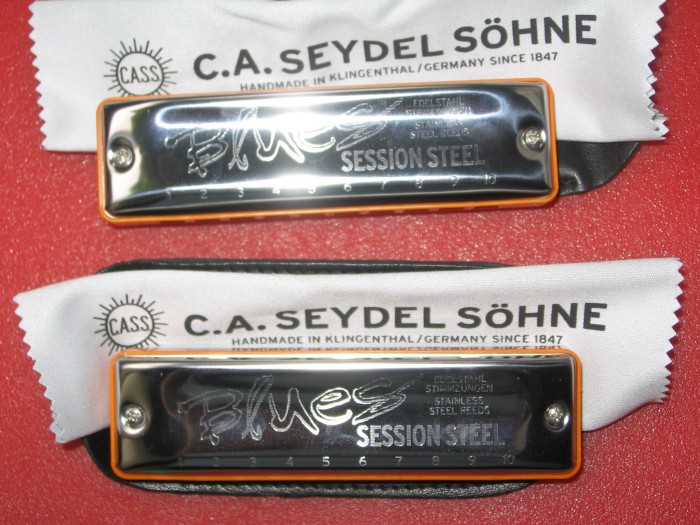 CASS
C.A. SEYDEL SÖHNE
HANDMADE IN KLINGENTHAL/GERMANY SINCE 1847
Blues
EDELSTAHL
STIMMZUNGEN
STAINLESS
STEEL REEDS
SESSION STEEL
1 2 3 4 5 6 7 8 9 10
CASS
C.A. SEYDEL SÖHNE
HANDMADE IN KLINGENTHAL/GERMANY SINCE 1847
Blues
EDELSTAHL
STIMMZUNGEN
STAINLESS
STEEL REEDS
SESSION STEEL
1 2 3 4 5 6 7 8 9 10